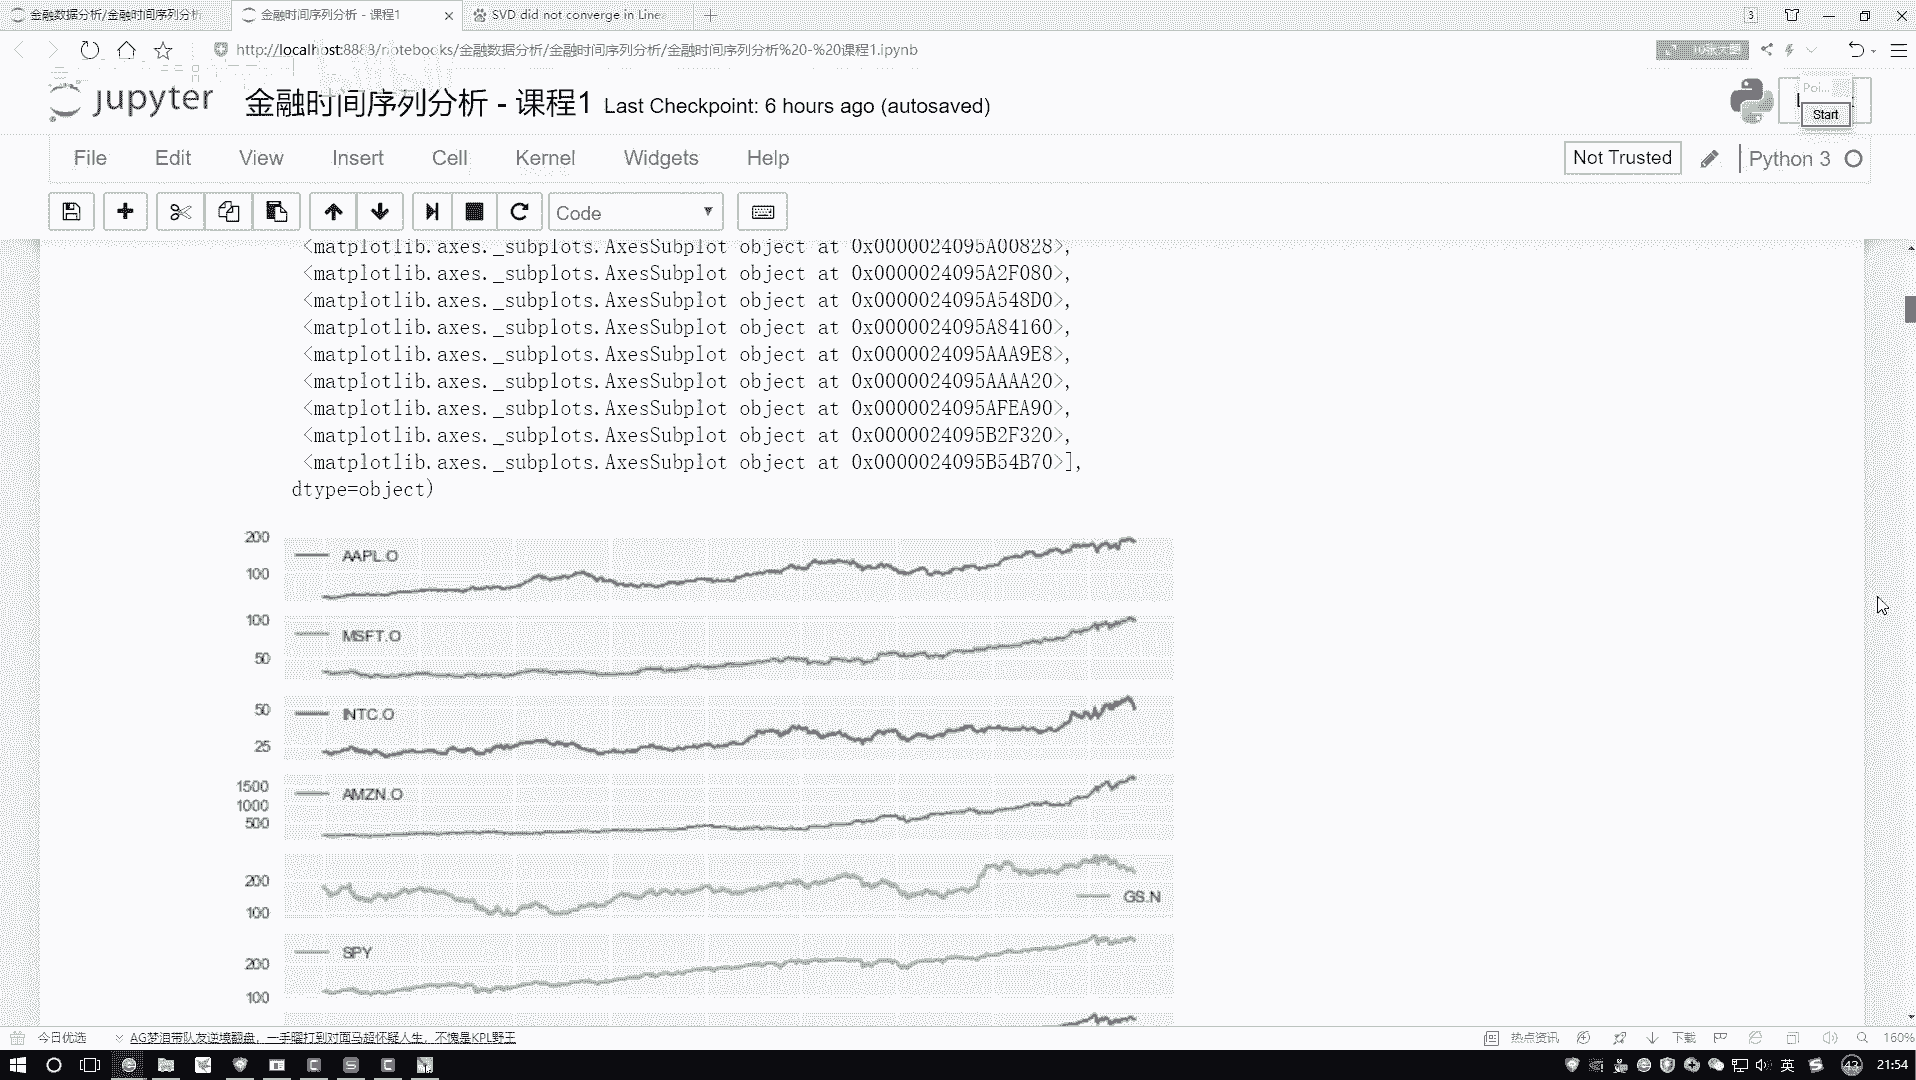 金融数据分析/金融时间序列分析
金融时间序列分析 - 课程1
SVD did not converge in Linea
3
http://localhost:8888/notebooks/金融数据分析/金融时间序列分析/金融时间序列分析%20-%20课程1.ipynb
jupyter
金融时间序列分析 - 课程1
Last Checkpoint: 6 hours ago (autosaved)
Poi...
Start
File Edit View Insert Cell Kernel Widgets Help
Not Trusted
Python 3
Code
<matplotlib.axes._subplots.AxesSubplot object at 0x0000024095A00828>,
<matplotlib.axes._subplots.AxesSubplot object at 0x0000024095A2F080>,
<matplotlib.axes._subplots.AxesSubplot object at 0x0000024095A548D0>,
<matplotlib.axes._subplots.AxesSubplot object at 0x0000024095A84160>,
<matplotlib.axes._subplots.AxesSubplot object at 0x0000024095AAA9E8>,
<matplotlib.axes._subplots.AxesSubplot object at 0x0000024095AAAA20>,
<matplotlib.axes._subplots.AxesSubplot object at 0x0000024095AFEA90>,
<matplotlib.axes._subplots.AxesSubplot object at 0x0000024095B2F320>,
<matplotlib.axes._subplots.AxesSubplot object at 0x0000024095B54B70>],
dtype=object)
200
AAPL.O
100
100
MSFT.O
50
50
INTC.O
25
1500
AMZN.O
1000
500
200
GS.N
100
SPY
200
100
今日优选
AG梦泪带队友逆境翻盘，一手曜打到对面马超怀疑人生，不愧是KPL野王
热点资讯
下载
160%
英
43
21:54